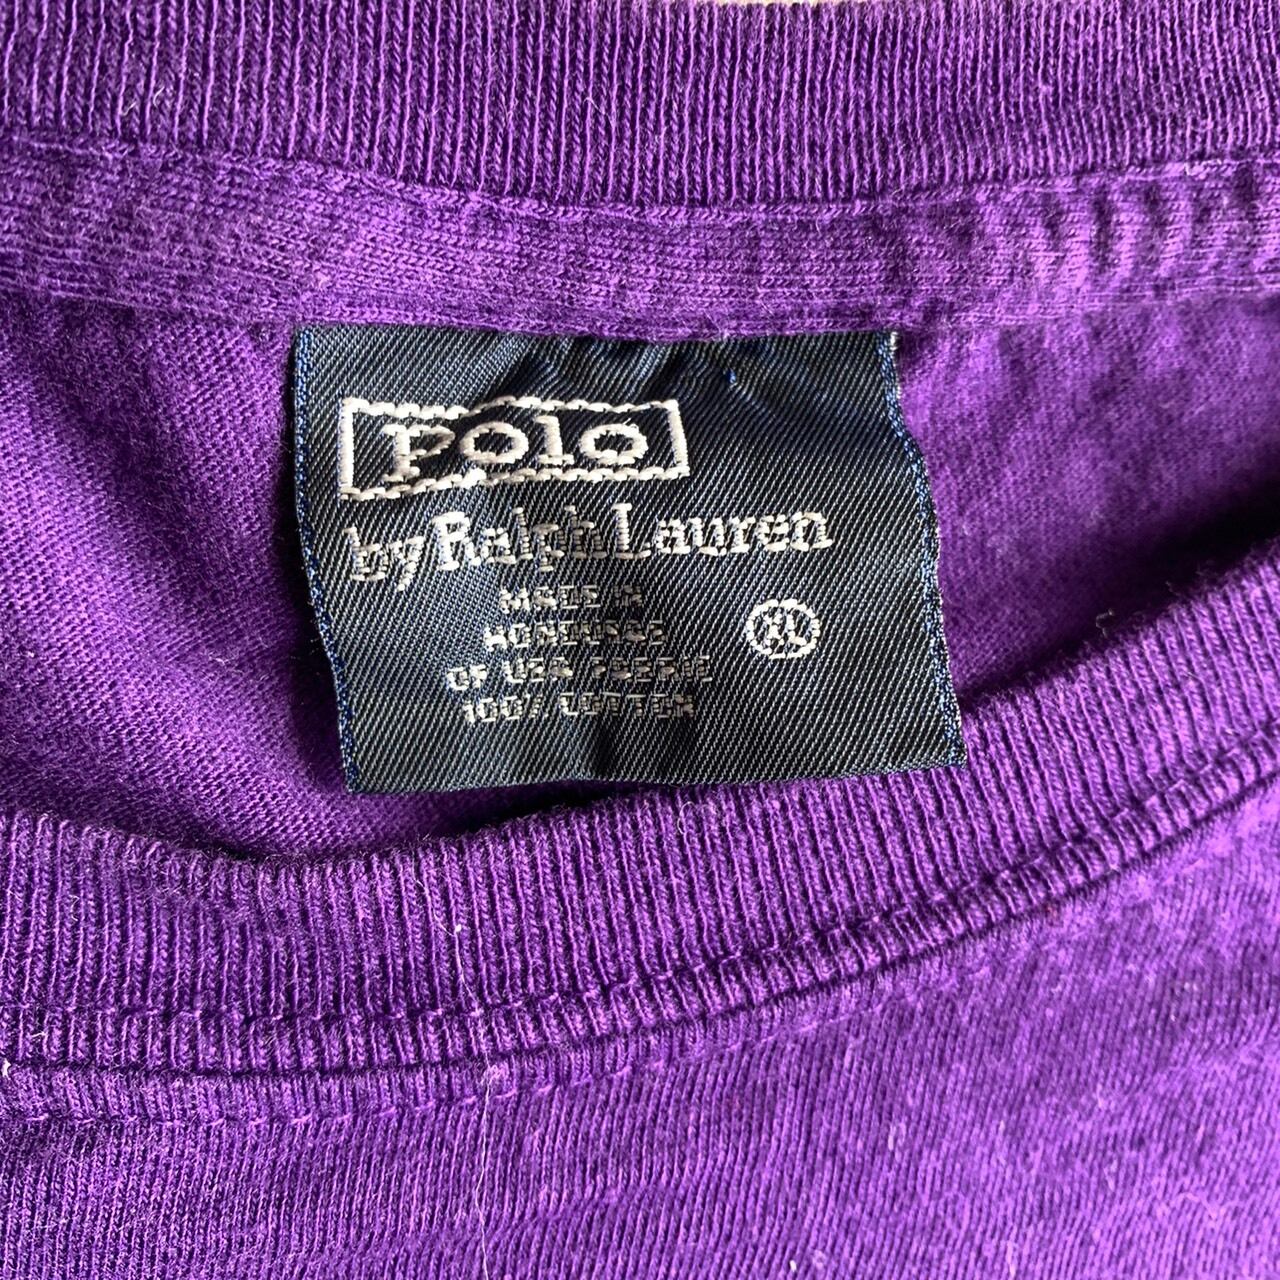 Polo
by Ralph Lauren
MADE IN
HONDURAS
OF USA FABRIC
100% COTTON
XL